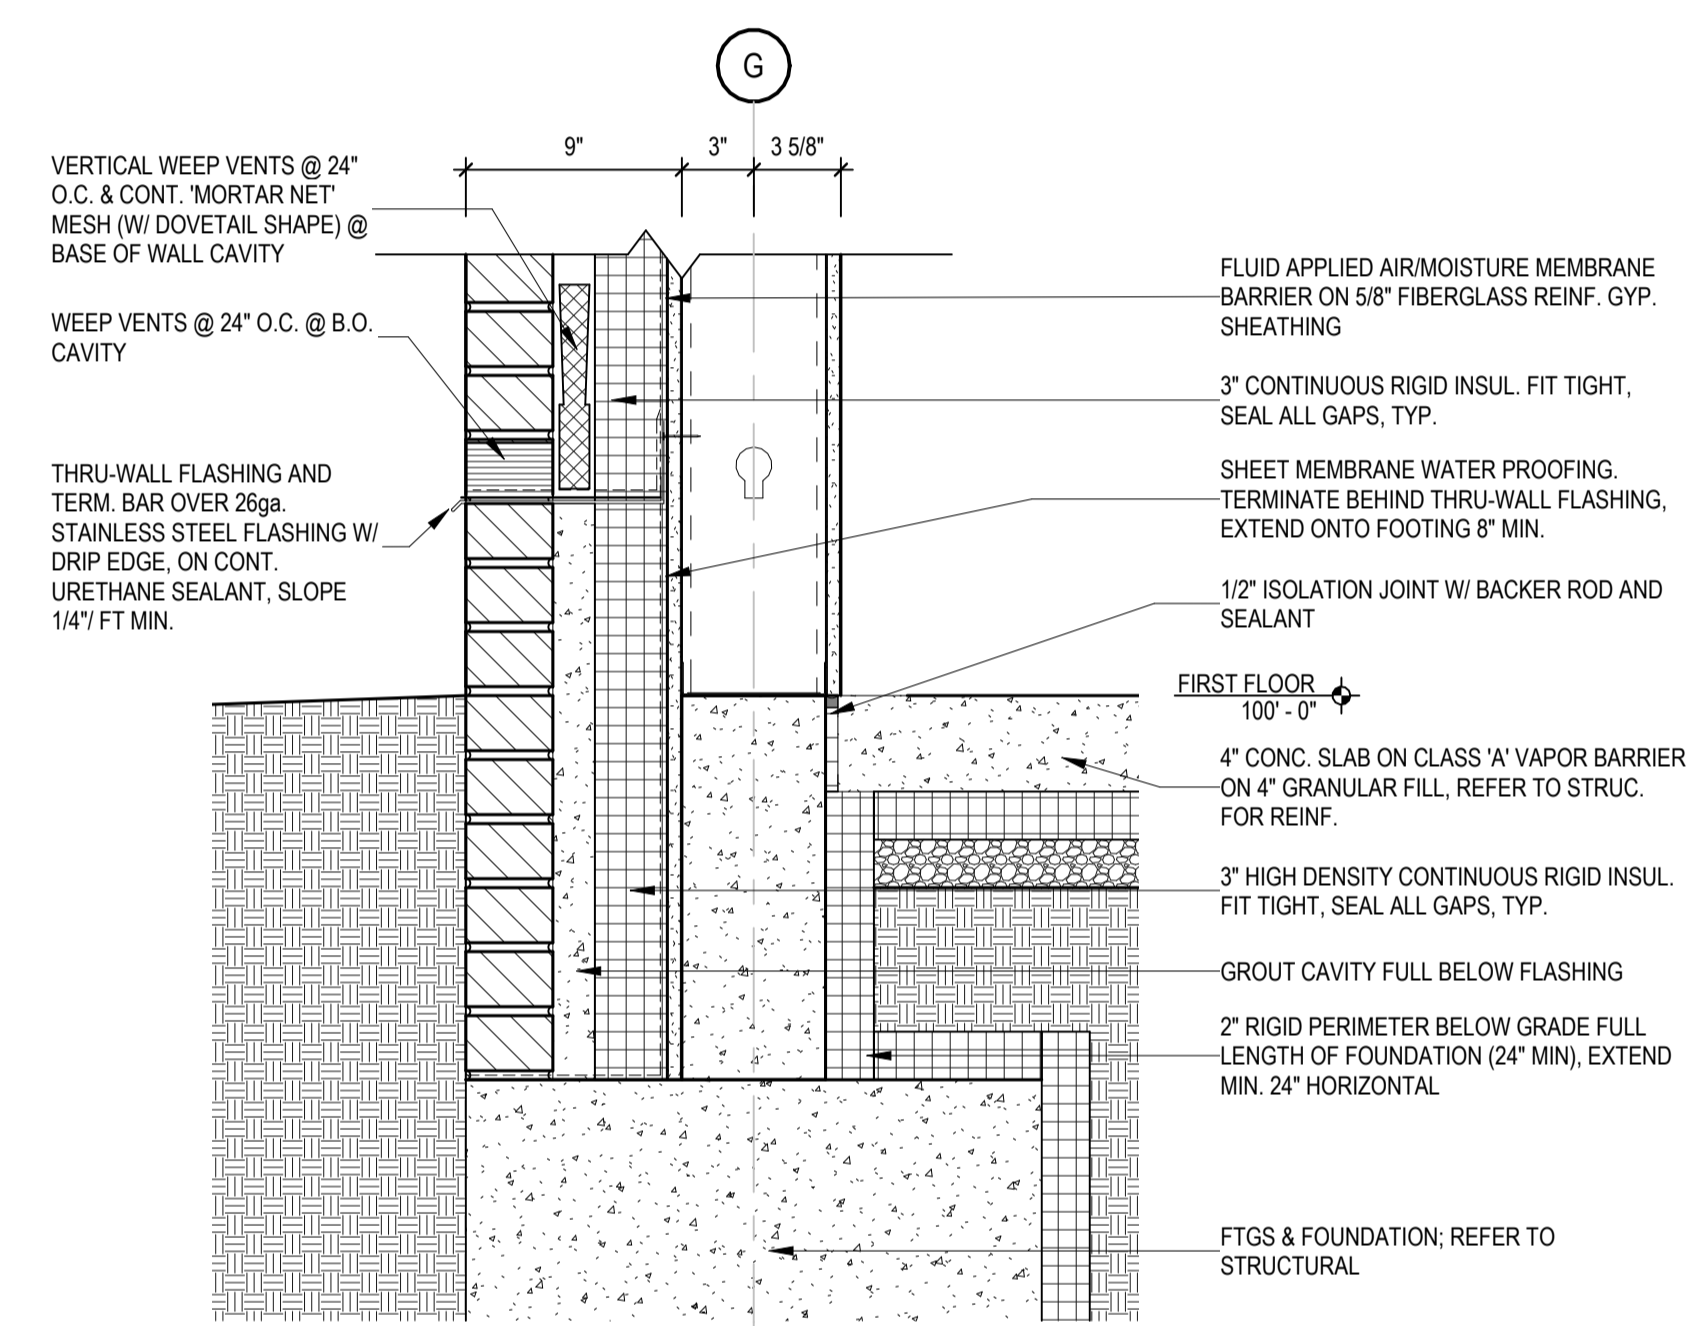 G
9"
3"
3 5/8"
VERTICAL WEEP VENTS @ 24"
O.C. & CONT. 'MORTAR NET'
MESH (W/ DOVETAIL SHAPE) @
BASE OF WALL CAVITY
WEEP VENTS @ 24" O.C. @ B.O.
CAVITY
THRU-WALL FLASHING AND
TERM. BAR OVER 26ga.
STAINLESS STEEL FLASHING W/
DRIP EDGE, ON CONT.
URETHANE SEALANT, SLOPE
1/4"/ FT MIN.
FLUID APPLIED AIR/MOISTURE MEMBRANE
BARRIER ON 5/8" FIBERGLASS REINF. GYP.
SHEATHING
3" CONTINUOUS RIGID INSUL. FIT TIGHT,
SEAL ALL GAPS, TYP.
SHEET MEMBRANE WATER PROOFING.
TERMINATE BEHIND THRU-WALL FLASHING,
EXTEND ONTO FOOTING 8" MIN.
1/2" ISOLATION JOINT W/ BACKER ROD AND
SEALANT
FIRST FLOOR
100' - 0"
4" CONC. SLAB ON CLASS 'A' VAPOR BARRIER
ON 4" GRANULAR FILL, REFER TO STRUC.
FOR REINF.
3" HIGH DENSITY CONTINUOUS RIGID INSUL.
FIT TIGHT, SEAL ALL GAPS, TYP.
GROUT CAVITY FULL BELOW FLASHING
2" RIGID PERIMETER BELOW GRADE FULL
LENGTH OF FOUNDATION (24" MIN), EXTEND
MIN. 24" HORIZONTAL
FTGS & FOUNDATION; REFER TO
STRUCTURAL